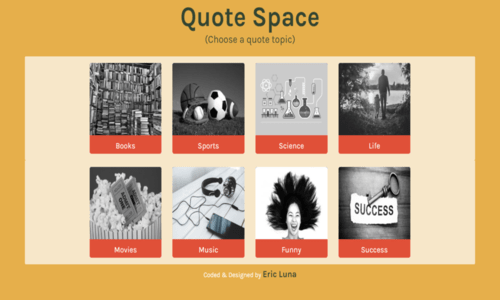 Quote Space
(Choose a quote topic)
Books
Sports
Science
Life
SUCCESS
Movies
Music
Funny
Success
Coded & Designed by Eric Luna